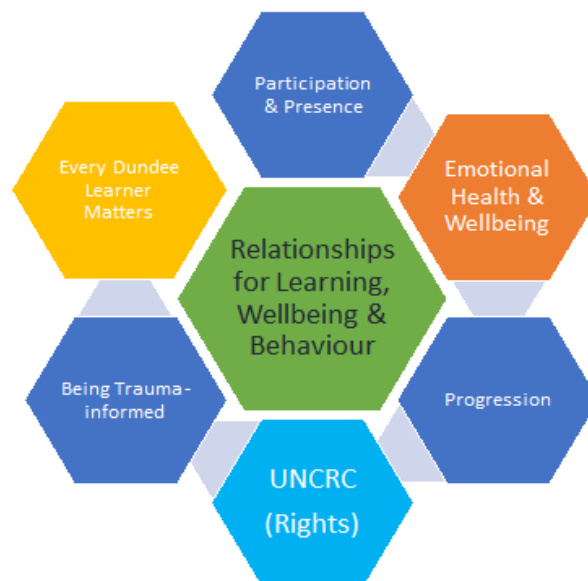 Participation
& Presence
Emotional
Health &
Wellbeing
Every Dundee
Learner
Matters
Relationships
for Learning,
Wellbeing &
Behaviour
Being Trauma-
informed
Progression
UNCRC
(Rights)